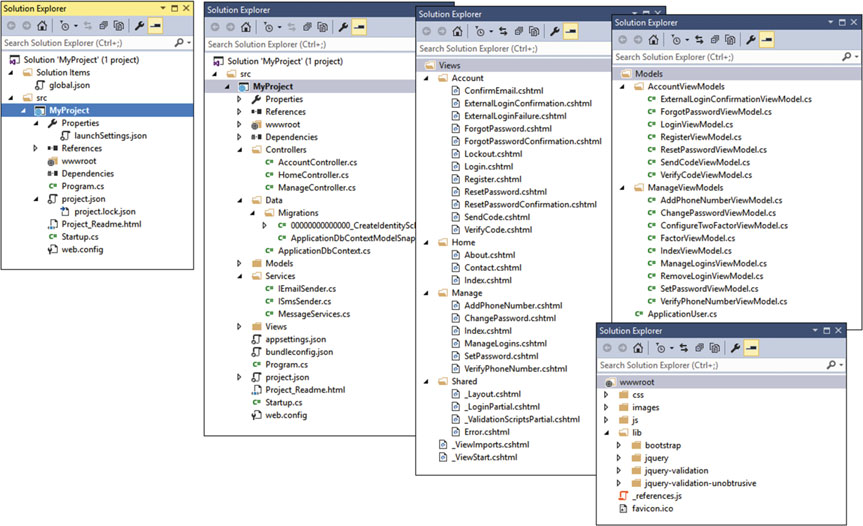 Solution Explorer
Search Solution Explorer (Ctrl+;)
Solution 'MyProject' (1 project)
Solution Items
global.json
src
MyProject
Properties
launchSettings.json
References
wwwroot
Dependencies
Program.cs
project.json
project.lock.json
Project_Readme.html
Startup.cs
web.config
Solution Explorer
Search Solution Explorer (Ctrl+;)
Solution 'MyProject' (1 project)
src
MyProject
Properties
References
wwwroot
Dependencies
Controllers
AccountController.cs
HomeController.cs
ManageController.cs
Data
Migrations
00000000000000_CreateIdentitySch
ApplicationDbContextModelSnap
ApplicationDbContext.cs
Models
Services
IEmailSender.cs
ISmsSender.cs
MessageServices.cs
Views
appsettings.json
bundleconfig.json
Program.cs
project.json
Project_Readme.html
Startup.cs
web.config
Solution Explorer
Search Solution Explorer (Ctrl+;)
Views
Account
ConfirmEmail.cshtml
ExternalLoginConfirmation.cshtml
ExternalLoginFailure.cshtml
ForgotPassword.cshtml
ForgotPasswordConfirmation.cshtml
Lockout.cshtml
Login.cshtml
Register.cshtml
ResetPassword.cshtml
ResetPasswordConfirmation.cshtml
SendCode.cshtml
VerifyCode.cshtml
Home
About.cshtml
Contact.cshtml
Index.cshtml
Manage
AddPhoneNumber.cshtml
ChangePassword.cshtml
Index.cshtml
ManageLogins.cshtml
SetPassword.cshtml
VerifyPhoneNumber.cshtml
Shared
_Layout.cshtml
_LoginPartial.cshtml
_ValidationScriptsPartial.cshtml
Error.cshtml
_ViewImports.cshtml
_ViewStart.cshtml
Solution Explorer
Search Solution Explorer (Ctrl+;)
Models
AccountViewModels
ExternalLoginConfirmationViewModel.cs
ForgotPasswordViewModel.cs
LoginViewModel.cs
RegisterViewModel.cs
ResetPasswordViewModel.cs
SendCodeViewModel.cs
VerifyCodeViewModel.cs
ManageViewModels
AddPhoneNumberViewModel.cs
ChangePasswordViewModel.cs
ConfigureTwoFactorViewModel.cs
FactorViewModel.cs
IndexViewModel.cs
ManageLoginsViewModel.cs
RemoveLoginViewModel.cs
SetPasswordViewModel.cs
VerifyPhoneNumberViewModel.cs
ApplicationUser.cs
Solution Explorer
Search Solution Explorer (Ctrl+;)
wwwroot
css
images
js
lib
bootstrap
jquery
jquery-validation
jquery-validation-unobtrusive
_references.js
favicon.ico